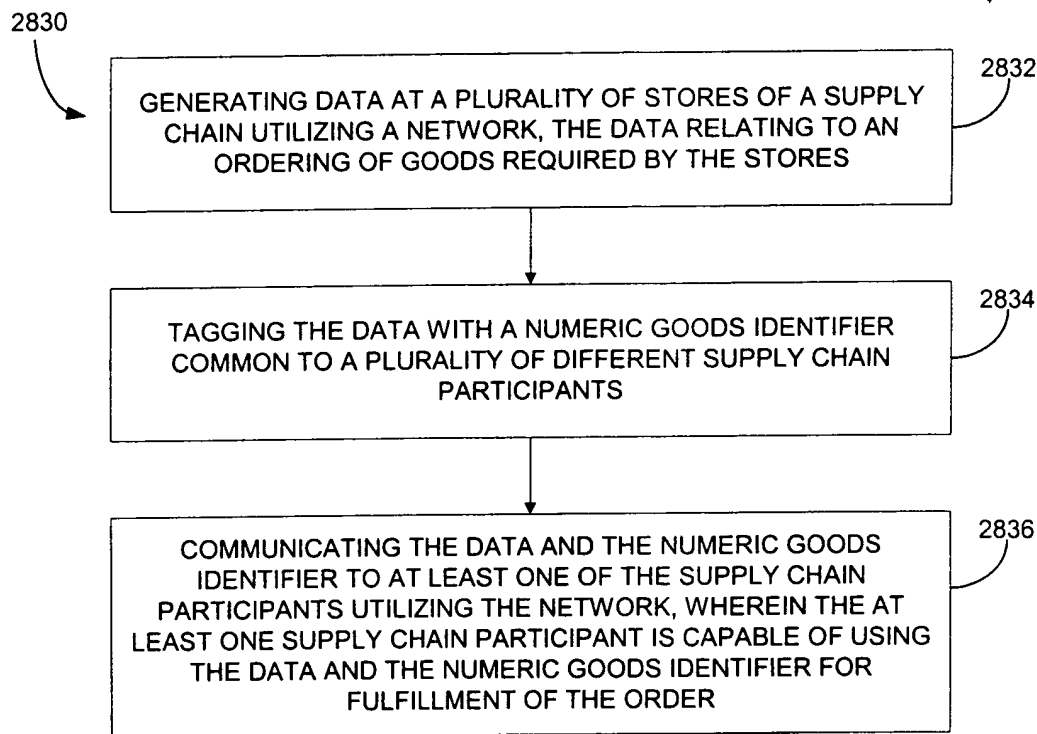 2830
2832
GENERATING DATA AT A PLURALITY OF STORES OF A SUPPLY
CHAIN UTILIZING A NETWORK, THE DATA RELATING TO AN
ORDERING OF GOODS REQUIRED BY THE STORES
2834
TAGGING THE DATA WITH A NUMERIC GOODS IDENTIFIER
COMMON TO A PLURALITY OF DIFFERENT SUPPLY CHAIN
PARTICIPANTS
2836
COMMUNICATING THE DATA AND THE NUMERIC GOODS
IDENTIFIER TO AT LEAST ONE OF THE SUPPLY CHAIN
PARTICIPANTS UTILIZING THE NETWORK, WHEREIN THE AT
LEAST ONE SUPPLY CHAIN PARTICIPANT IS CAPABLE OF USING
THE DATA AND THE NUMERIC GOODS IDENTIFIER FOR
FULFILLMENT OF THE ORDER